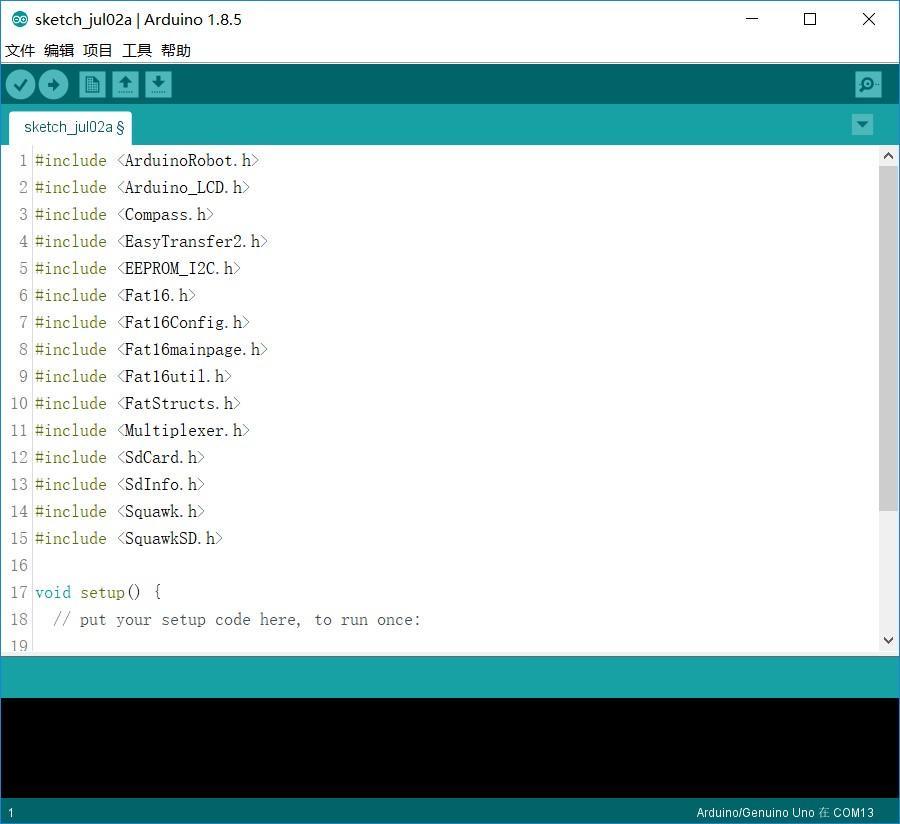 sketch_jul02a | Arduino 1.8.5
文件 编辑 项目 工具 帮助
sketch_jul02a §
1 #include <ArduinoRobot.h>
2 #include <Arduino_LCD.h>
3 #include <Compass.h>
4 #include <EasyTransfer2.h>
5 #include <EEPROM_I2C.h>
6 #include <Fat16.h>
7 #include <Fat16Config.h>
8 #include <Fat16mainpage.h>
9 #include <Fat16util.h>
10 #include <FatStructs.h>
11 #include <Multiplexer.h>
12 #include <SdCard.h>
13 #include <SdInfo.h>
14 #include <Squawk.h>
15 #include <SquawkSD.h>
16
17 void setup() {
18   // put your setup code here, to run once:
19
1 Arduino/Genuino Uno 在 COM13